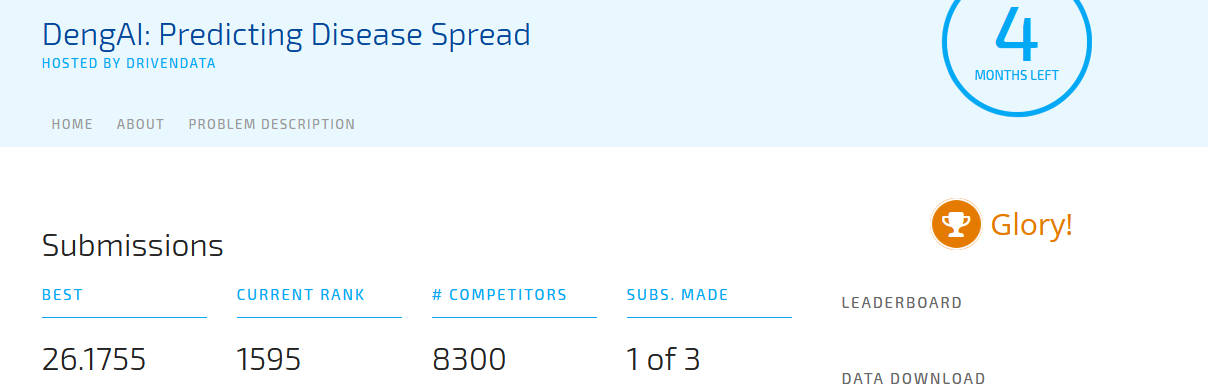 DengAI: Predicting Disease Spread
HOSTED BY DRIVENDATA
4
MONTHS LEFT
HOME ABOUT PROBLEM DESCRIPTION
Glory!
Submissions
BEST CURRENT RANK # COMPETITORS SUBS. MADE
26.1755 1595 8300 1 of 3
LEADERBOARD
DATA DOWNLOAD